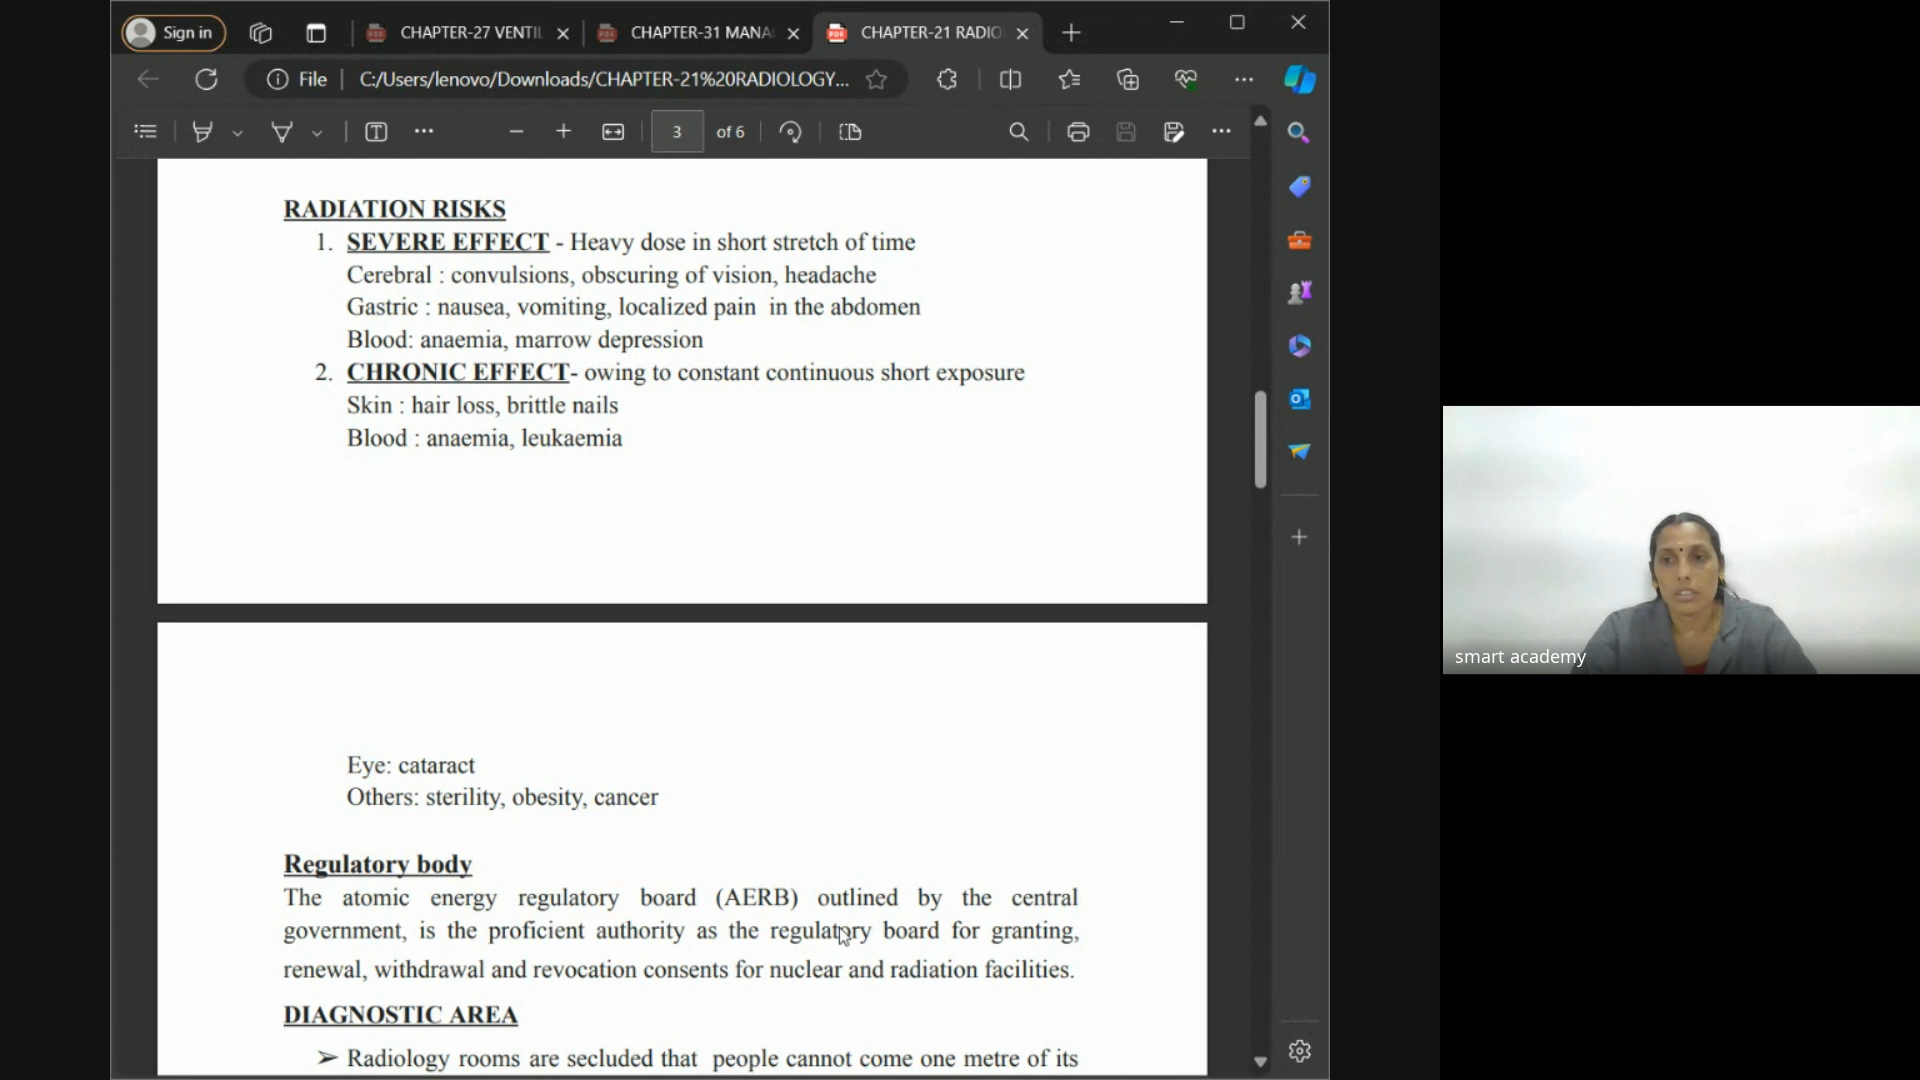 Sign in
CHAPTER-27 VENTIL
CHAPTER-31 MANA
CHAPTER-21 RADIO
File
C:/Users/lenovo/Downloads/CHAPTER-21%20RADIOLOGY...
3 of 6
RADIATION RISKS
1. SEVERE EFFECT - Heavy dose in short stretch of time
Cerebral : convulsions, obscuring of vision, headache
Gastric : nausea, vomiting, localized pain in the abdomen
Blood: anaemia, marrow depression
2. CHRONIC EFFECT- owing to constant continuous short exposure
Skin : hair loss, brittle nails
Blood : anaemia, leukaemia
Eye: cataract
Others: sterility, obesity, cancer
Regulatory body
The atomic energy regulatory board (AERB) outlined by the central
government, is the proficient authority as the regulatory board for granting,
renewal, withdrawal and revocation consents for nuclear and radiation facilities.
DIAGNOSTIC AREA
➢ Radiology rooms are secluded that people cannot come one metre of its
smart academy